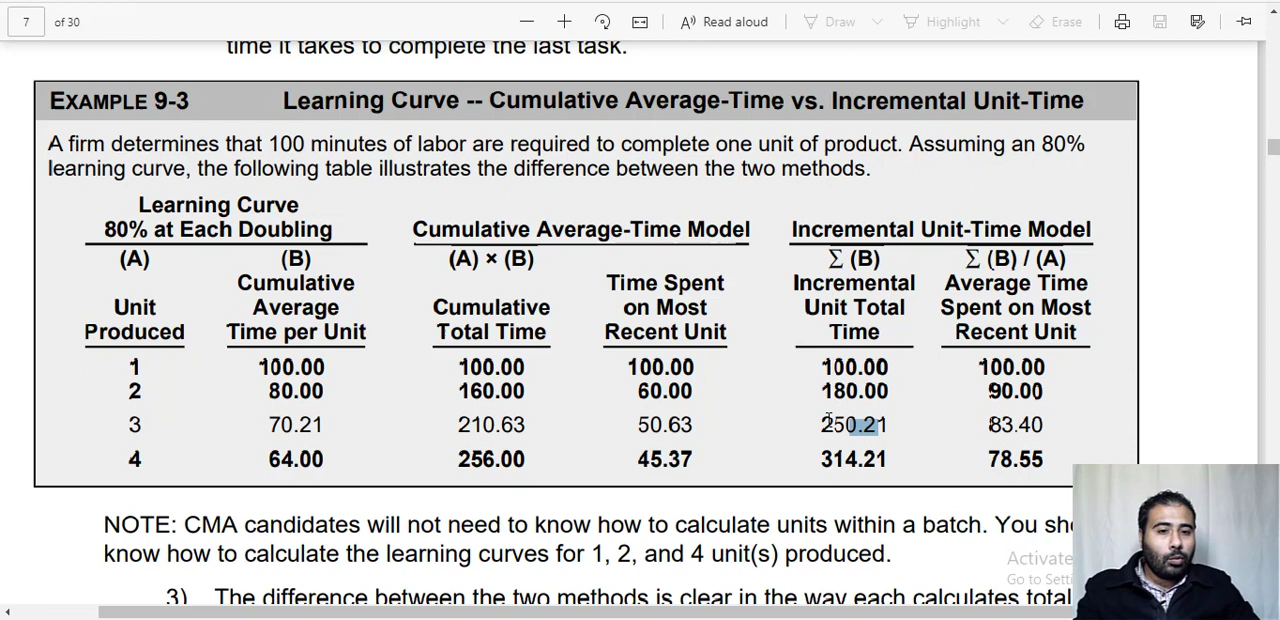 7 of 30 Read aloud Draw Highlight Erase
time it takes to complete the last task.
EXAMPLE 9-3 Learning Curve -- Cumulative Average-Time vs. Incremental Unit-Time
A firm determines that 100 minutes of labor are required to complete one unit of product. Assuming an 80%
learning curve, the following table illustrates the difference between the two methods.
Learning Curve
80% at Each Doubling Cumulative Average-Time Model Incremental Unit-Time Model
(A) (B) (A) × (B) ∑ (B) ∑ (B) / (A)
Cumulative Time Spent Incremental Average Time
Unit Average Cumulative on Most Unit Total Spent on Most
Produced Time per Unit Total Time Recent Unit Time Recent Unit
1 100.00 100.00 100.00 100.00 100.00
2 80.00 160.00 60.00 180.00 90.00
3 70.21 210.63 50.63 250.21 83.40
4 64.00 256.00 45.37 314.21 78.55
NOTE: CMA candidates will not need to know how to calculate units within a batch. You sh
know how to calculate the learning curves for 1, 2, and 4 unit(s) produced.
Activate
Go to Setti
3) The difference between the two methods is clear in the way each calculates total